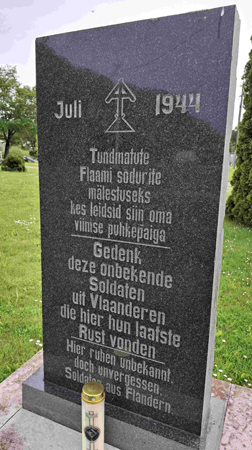 Juli 1944
Tundmatute
Flaami sõdurite
mälestuseks
kes leidsid siin oma
viimse puhkepaiga
Gedenk
deze onbekende
Soldaten
uit Vlaanderen
die hier hun laatste
Rust vonden
Hier ruhen unbekannt,
doch unvergessen,
Soldaten aus Flandern